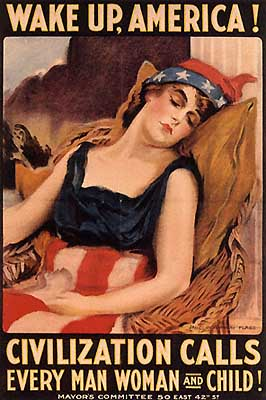 WAKE UP, AMERICA!
CIVILIZATION CALLS
EVERY MAN WOMAN AND CHILD!
MAYOR'S COMMITTEE 50 EAST 42ND ST